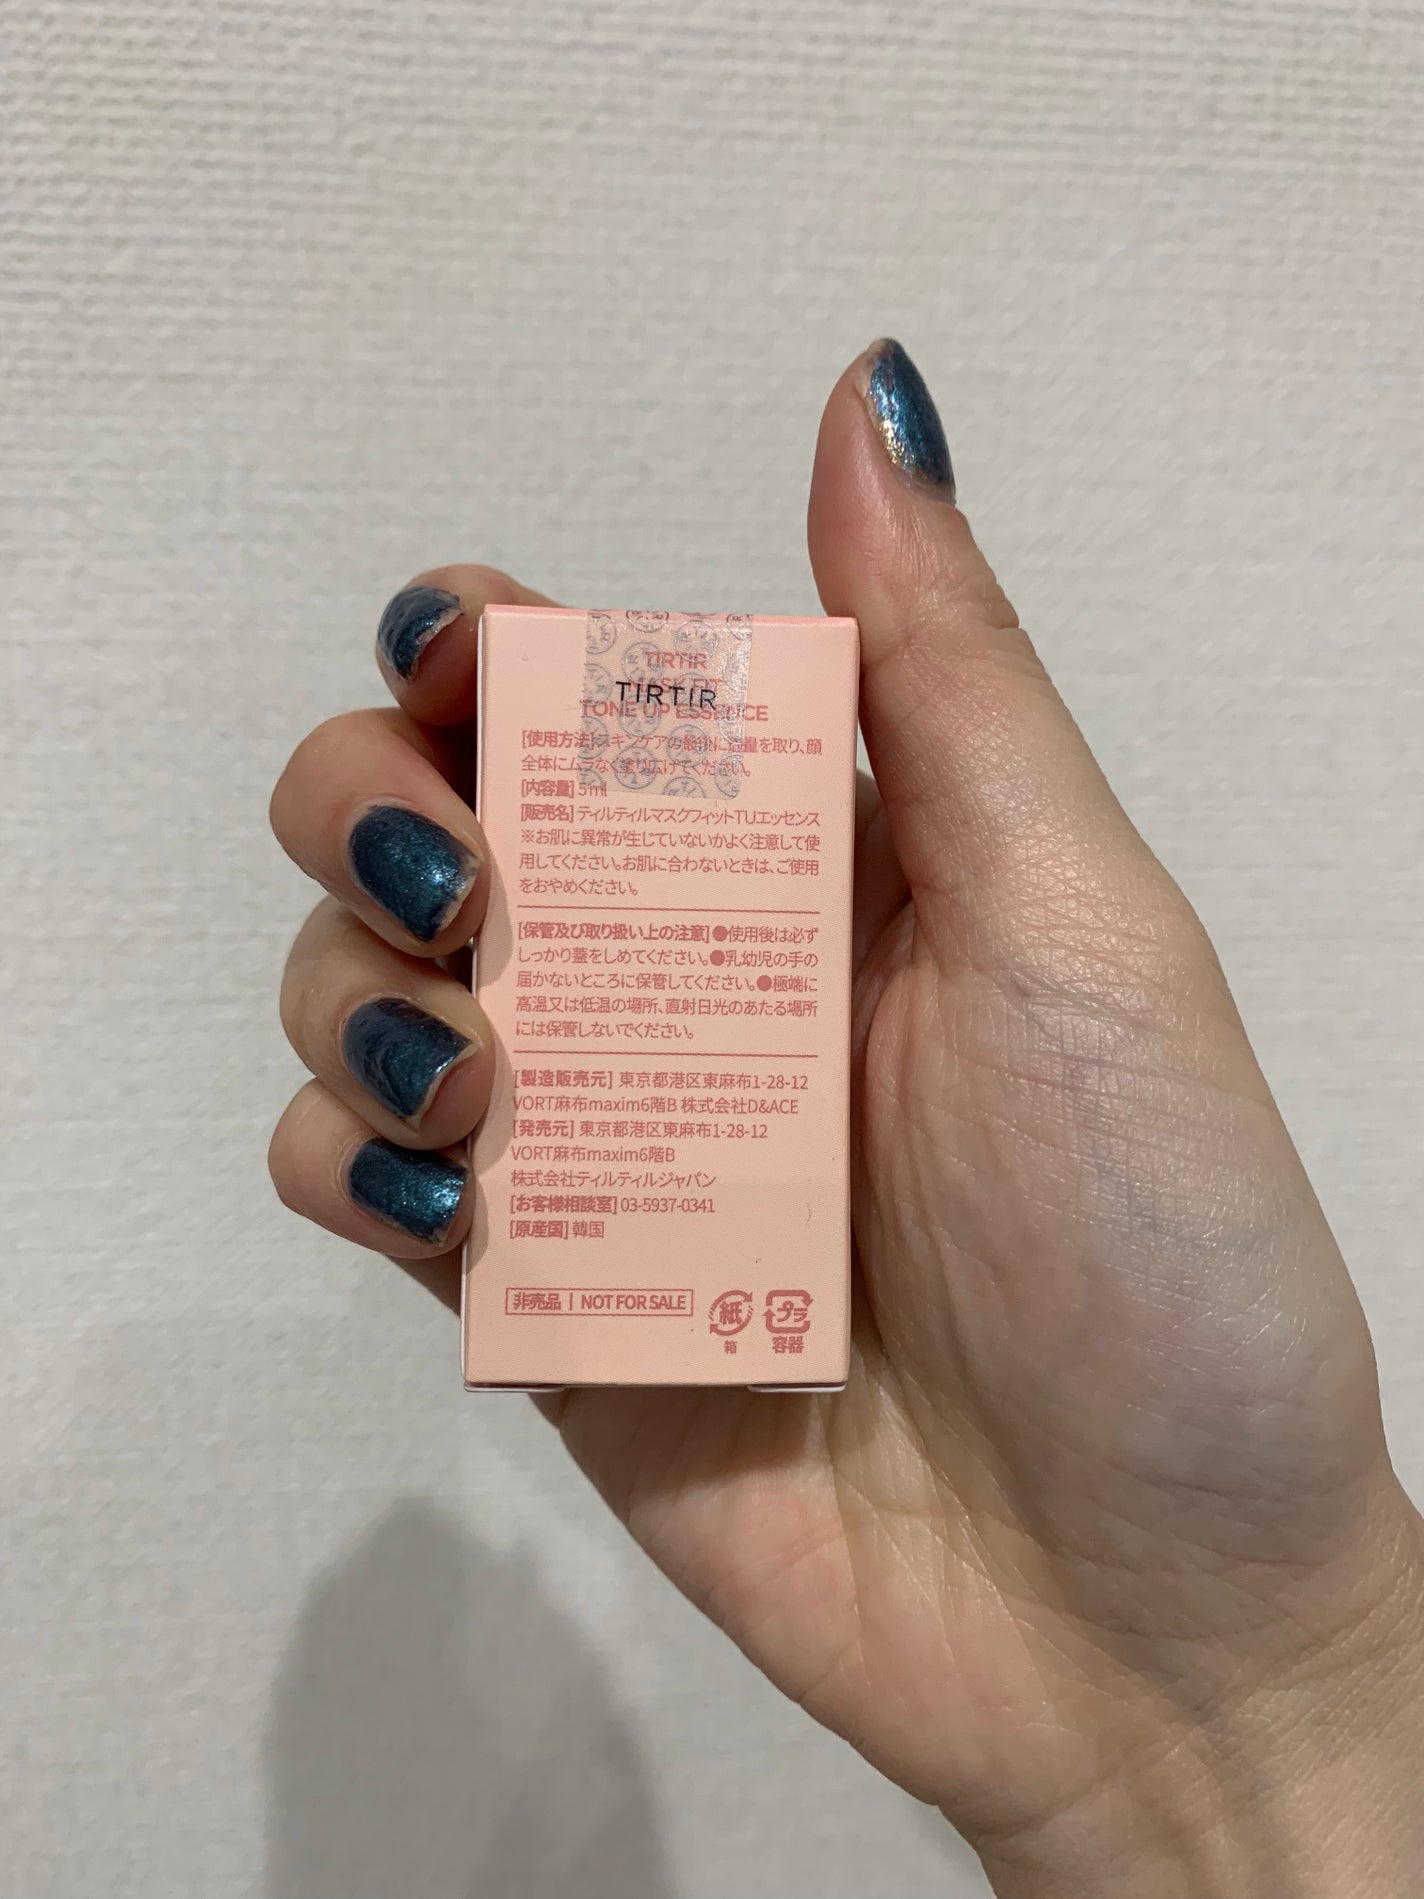 TIRTIR
MASK FIT
TIRTIR
TONE UP ESSENCE
[使用方法]スキンケアの最後に適量を取り、顔
全体にムラなく塗り広げてください。
[内容量] 5ml
[販売名] ティルティルマスクフィットTUエッセンス
※お肌に異常が生じていないかよく注意して使
用してください。お肌に合わないときは、ご使用
をおやめください。
[保管及び取り扱い上の注意]●使用後は必ず
しっかり蓋をしめてください。●乳幼児の手の
届かないところに保管してください。●極端に
高温又は低温の場所、直射日光のあたる場所
には保管しないでください。
[製造販売元] 東京都港区東麻布1-28-12
VORT麻布maxim6階B 株式会社D&ACE
[発売元] 東京都港区東麻布1-28-12
VORT麻布maxim6階B
株式会社ティルティルジャパン
[お客様相談室] 03-5937-0341
[原産国] 韓国
非売品 | NOT FOR SALE
紙
箱
プラ
容器